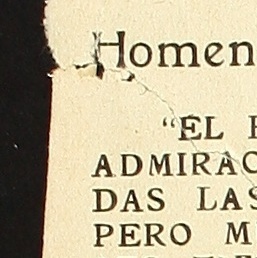 Homen
"EL
ADMIRAC
DAS LAS
PERO M